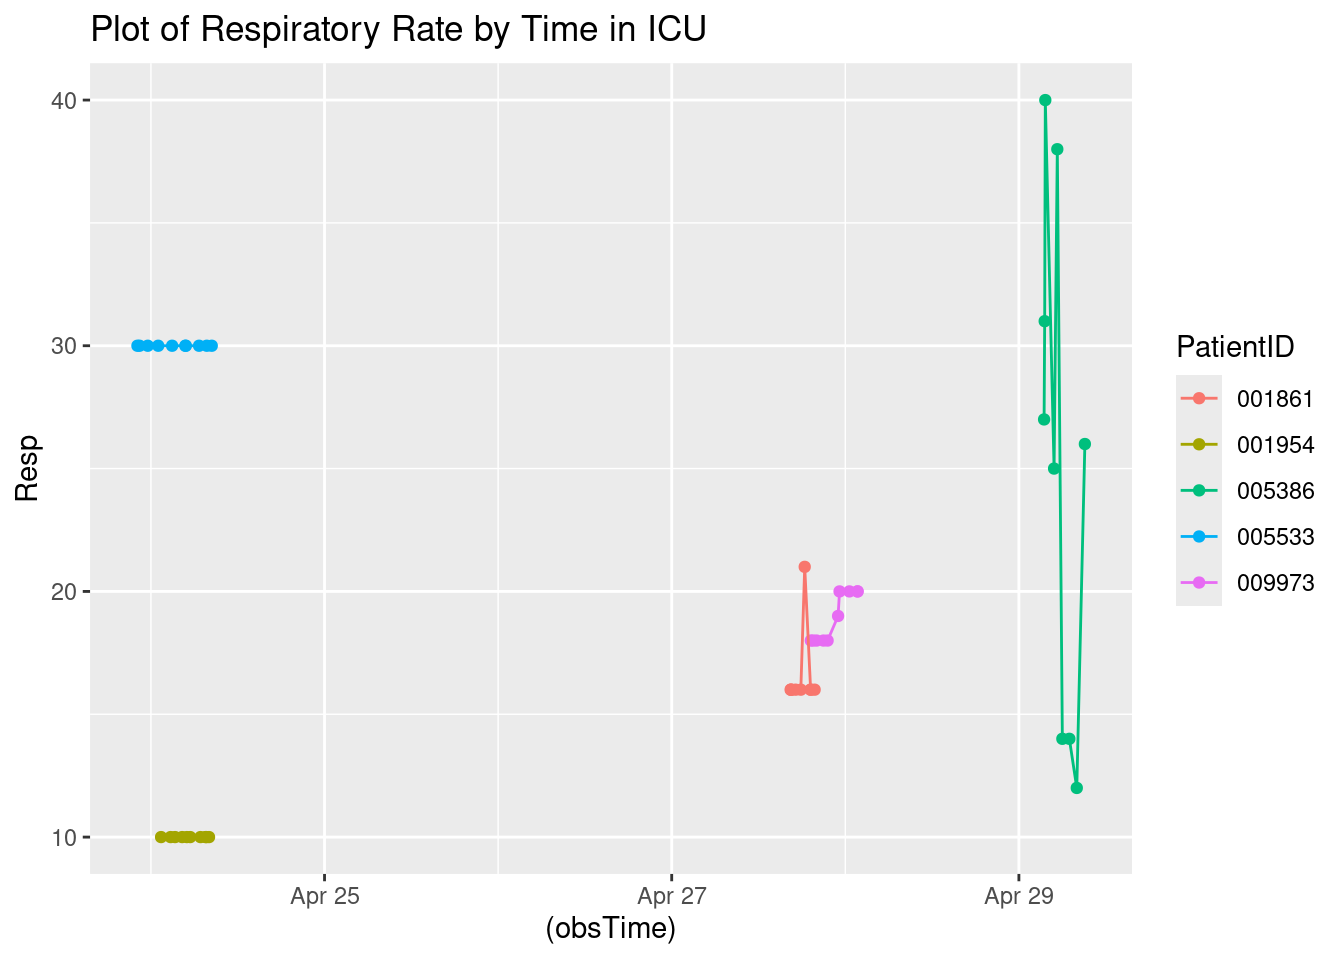 Plot of Respiratory Rate by Time in ICU
40
30
20
10
Resp
Apr 25
Apr 27
Apr 29
(obsTime)
PatientID
001861
001954
005386
005533
009973